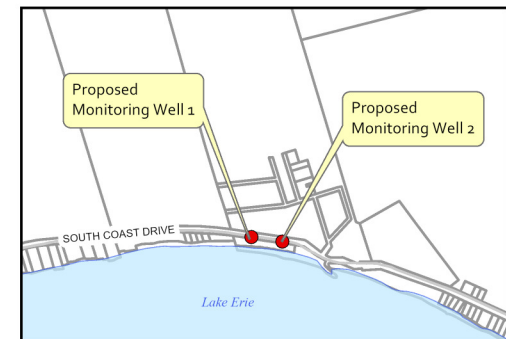 Proposed
Monitoring Well 1
Proposed
Monitoring Well 2
SOUTH COAST DRIVE
Lake Erie